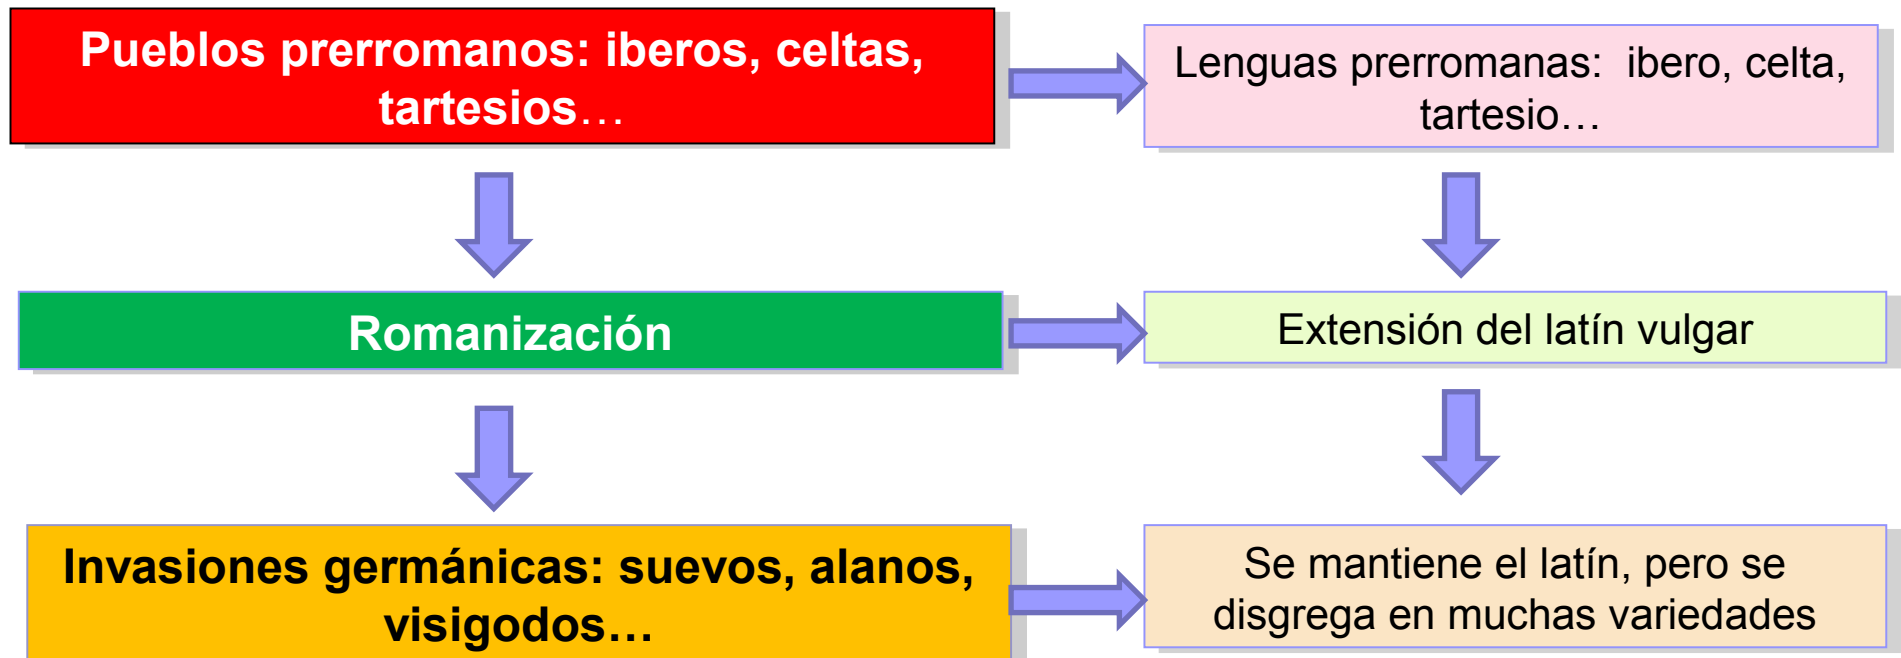 Pueblos prerromanos: iberos, celtas,
tartesios…
Lenguas prerromanas:  ibero, celta,
tartesio…
Romanización
Extensión del latín vulgar
Invasiones germánicas: suevos, alanos,
visigodos…
Se mantiene el latín, pero se
disgrega en muchas variedades